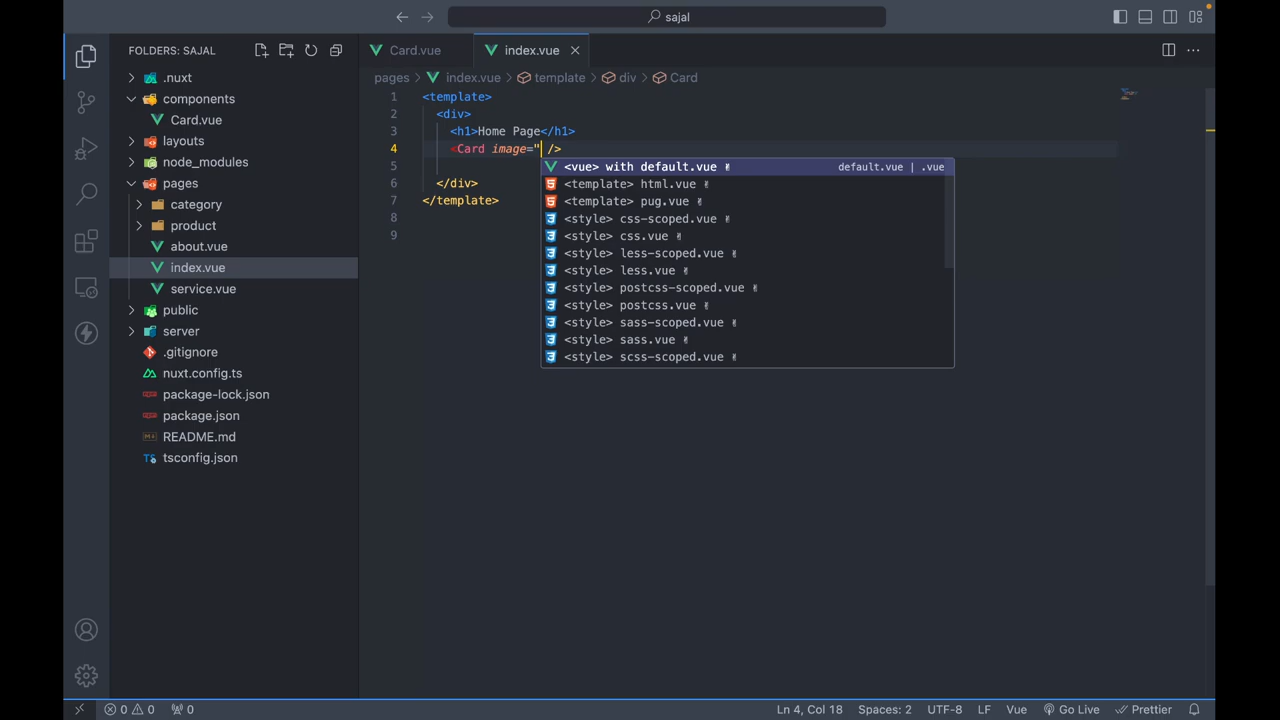 sajal
FOLDERS: SAJAL
.nuxt
components
Card.vue
layouts
node_modules
pages
category
product
about.vue
index.vue
service.vue
public
server
.gitignore
nuxt.config.ts
package-lock.json
package.json
README.md
TS tsconfig.json
Card.vue
index.vue
pages > index.vue > template > div > Card
1 <template>
2 <div>
3 <h1>Home Page</h1>
4 <Card image=" />
5
6 </div>
7 </template>
8
9
<vue> with default.vue default.vue | .vue
<template> html.vue
<template> pug.vue
<style> css-scoped.vue
<style> css.vue
<style> less-scoped.vue
<style> less.vue
<style> postcss-scoped.vue
<style> postcss.vue
<style> sass-scoped.vue
<style> sass.vue
<style> scss-scoped.vue
0 0 0 Ln 4, Col 18 Spaces: 2 UTF-8 LF Vue Go Live Prettier